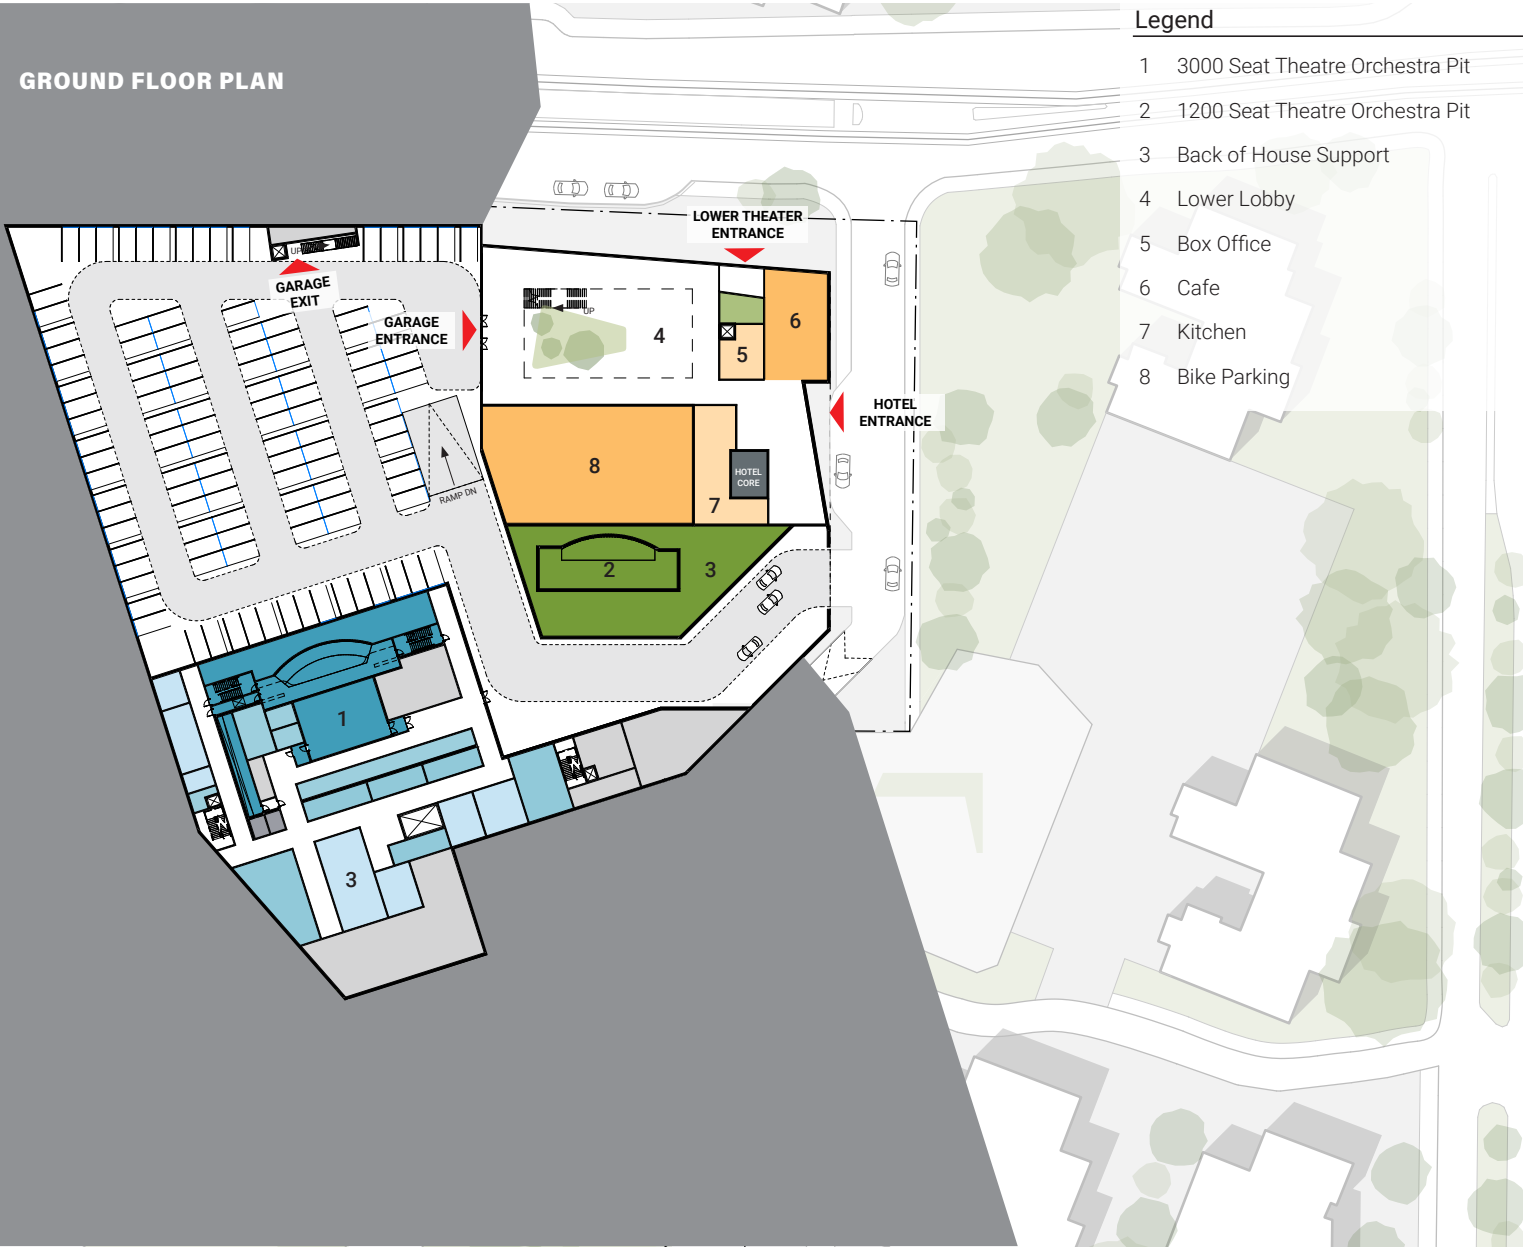 GROUND FLOOR PLAN
Legend
1 3000 Seat Theatre Orchestra Pit
2 1200 Seat Theatre Orchestra Pit
3 Back of House Support
4 Lower Lobby
5 Box Office
6 Cafe
7 Kitchen
8 Bike Parking
LOWER THEATER
ENTRANCE
UP
GARAGE
EXIT
GARAGE
ENTRANCE
UP
4
5
6
HOTEL
ENTRANCE
8
HOTEL
CORE
7
RAMP DN
2
3
1
3